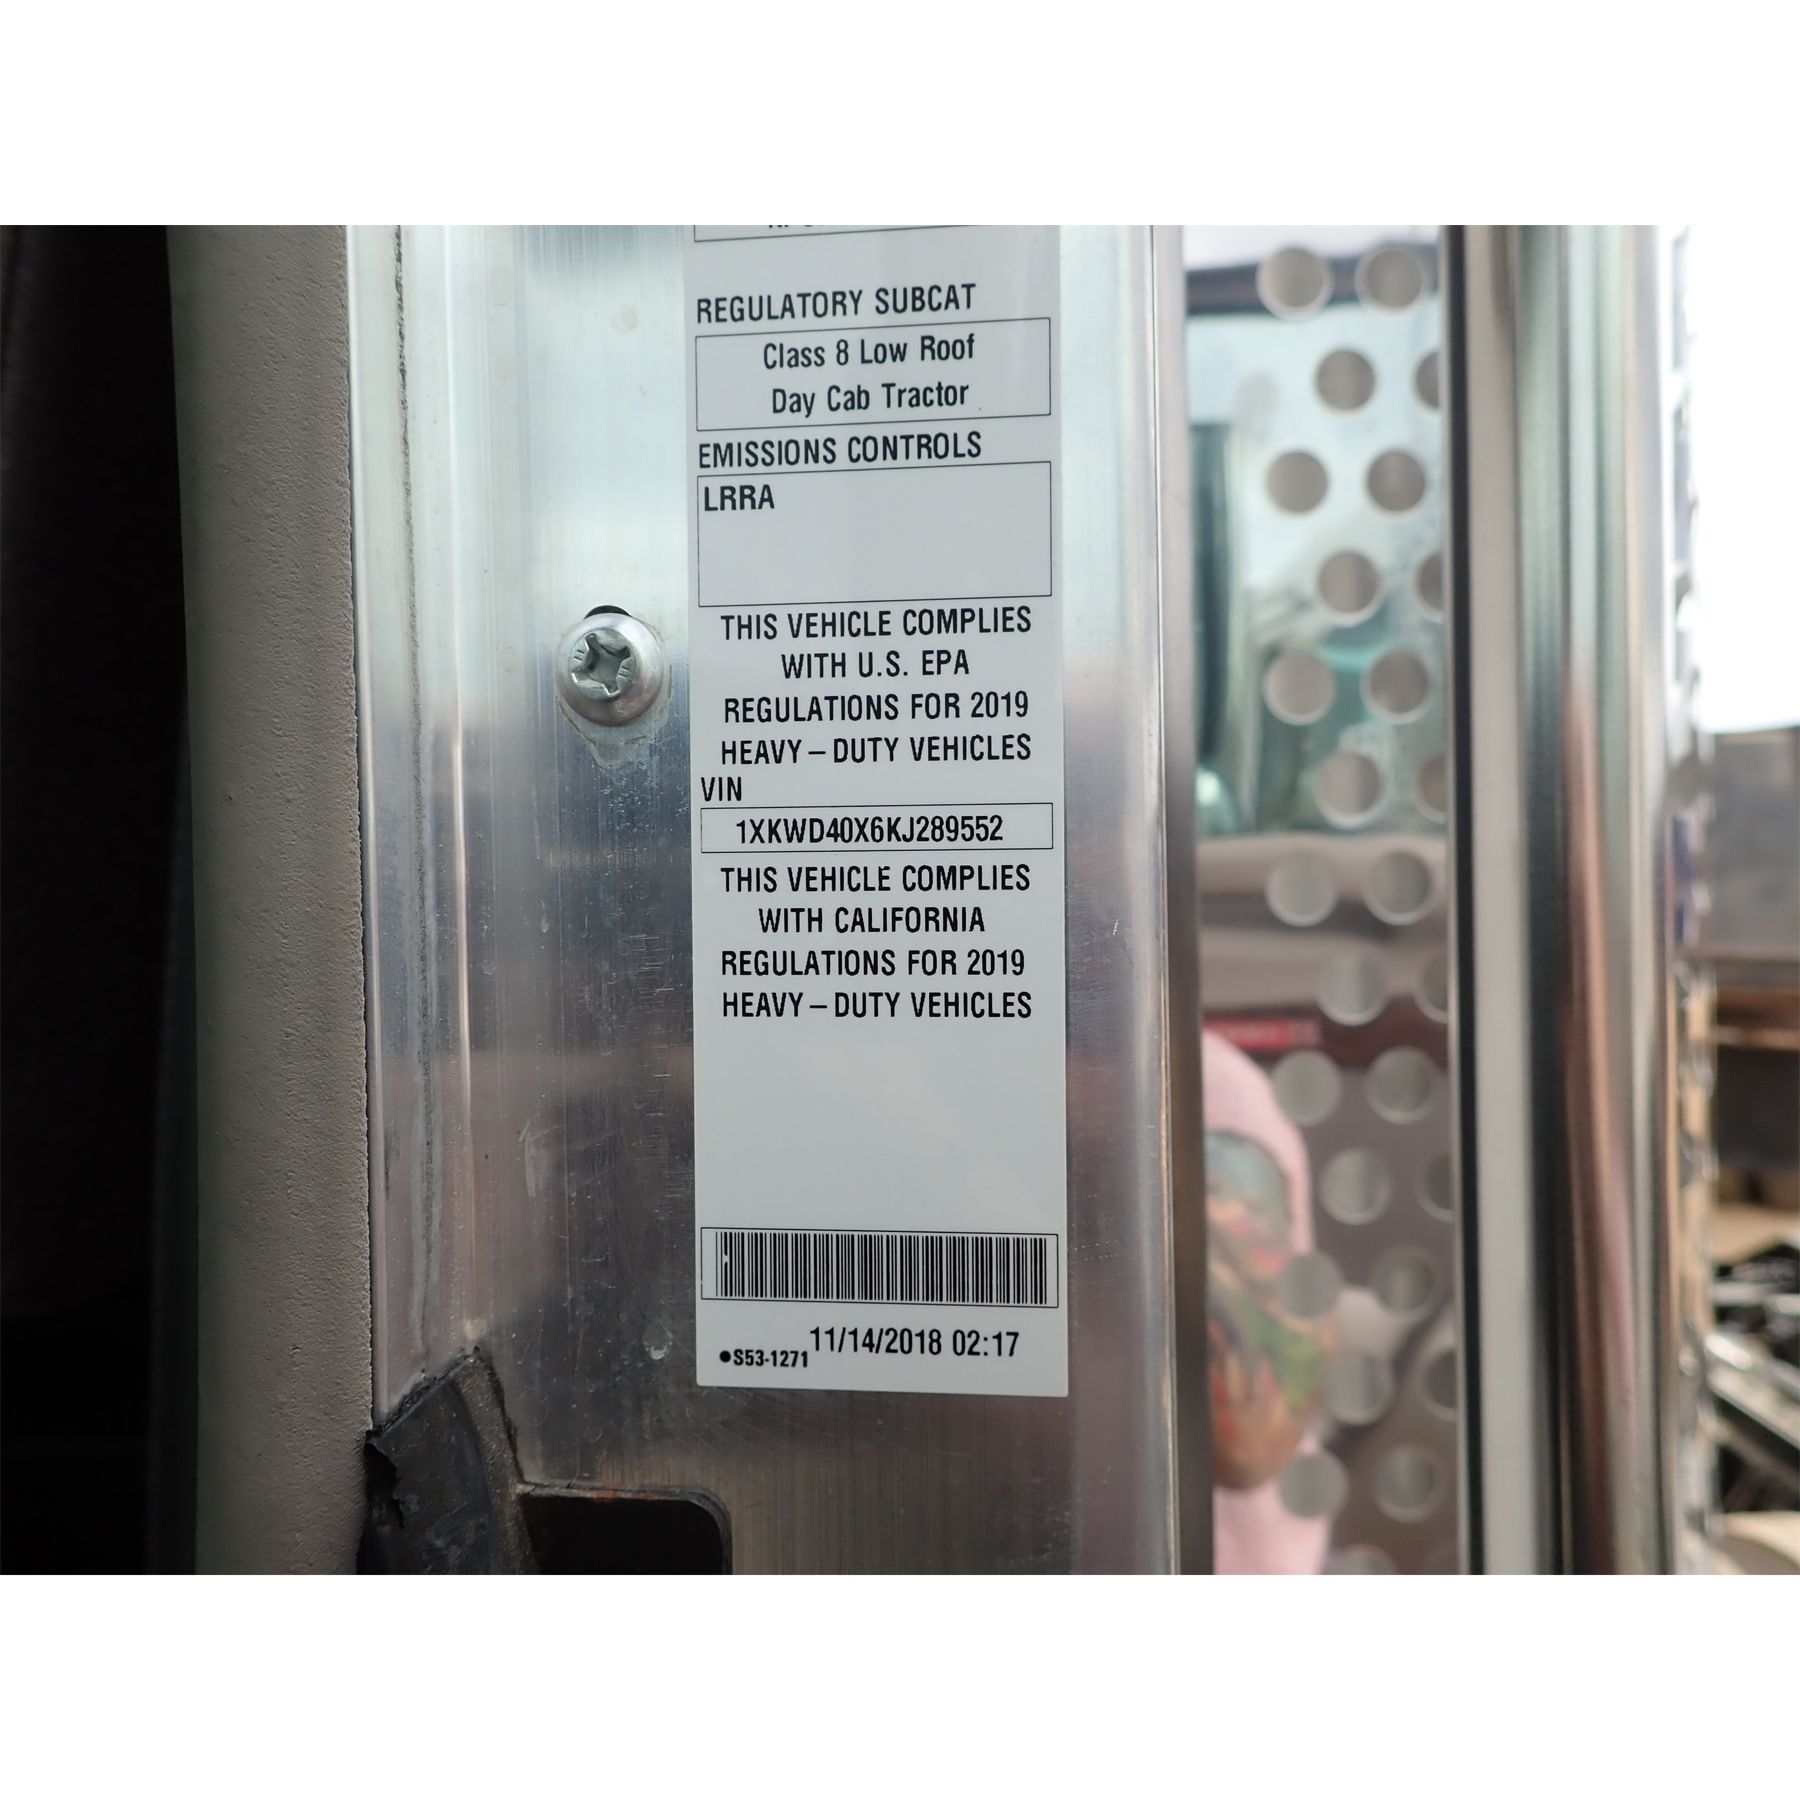 REGULATORY SUBCAT
Class 8 Low Roof
Day Cab Tractor
EMISSIONS CONTROLS
LRRA
THIS VEHICLE COMPLIES
WITH U.S. EPA
REGULATIONS FOR 2019
HEAVY – DUTY VEHICLES
VIN
1XKWD40X6KJ289552
THIS VEHICLE COMPLIES
WITH CALIFORNIA
REGULATIONS FOR 2019
HEAVY – DUTY VEHICLES
●S53-1271 11/14/2018 02:17